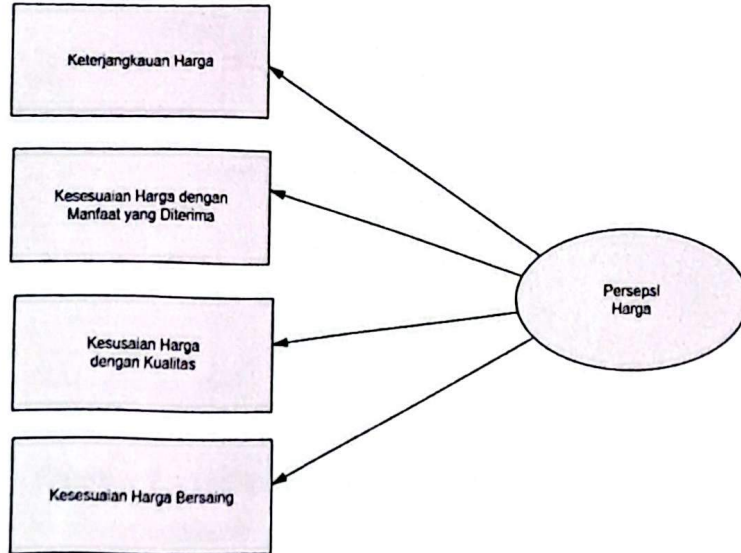 Keterjangkauan Harga
Kesesuaian Harga dengan
Manfaat yang Diterima
Kesusaian Harga
dengan Kualitas
Kesesuaian Harga Bersaing
Persepsi
Harga